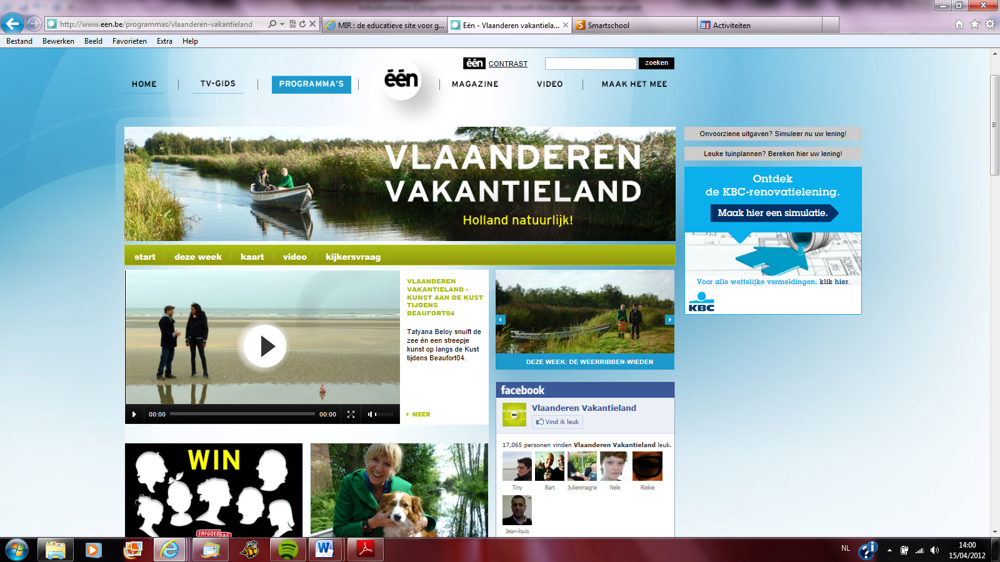 http://www.een.be/programmas/vlaanderen-vakantieland
MIR : de educatieve site voor g...
Eén - Vlaanderen vakantiela...
Smartschool
Activiteiten
Bestand Bewerken Beeld Favorieten Extra Help
één CONTRAST
zoeken
HOME
TV-GIDS
PROGRAMMA'S
één
MAGAZINE
VIDEO
MAAK HET MEE
VLAANDEREN
VAKANTIELAND
Holland natuurlijk!
Onvoorziene uitgaven? Simuleer nu uw lening!
Leuke tuinplannen? Bereken hier uw lening!
Ontdek
de KBC-renovatielening.
Maak hier een simulatie.
Voor alle wettelijke vermeldingen, klik hier.
KBC
start deze week kaart video kijkersvraag
VLAANDEREN
VAKANTIELAND -
KUNST AAN DE KUST
TIJDENS
BEAUFORT04
Tatyana Beloy snuift de
zee én een streepje
kunst op langs de Kust
tijdens Beaufort04.
MEER
00:00
00:00
DEZE WEEK: DE WEERRIBBEN-WIEDEN
facebook
VLAANDEREN
één
Vlaanderen Vakantieland
Vind ik leuk
17,065 personen vinden Vlaanderen Vakantieland leuk.
Tiny Bart Julienmagrie Nele Riekie
Jean-louis
WIN
ERFGOED
DAG
NL
14:00
15/04/2012